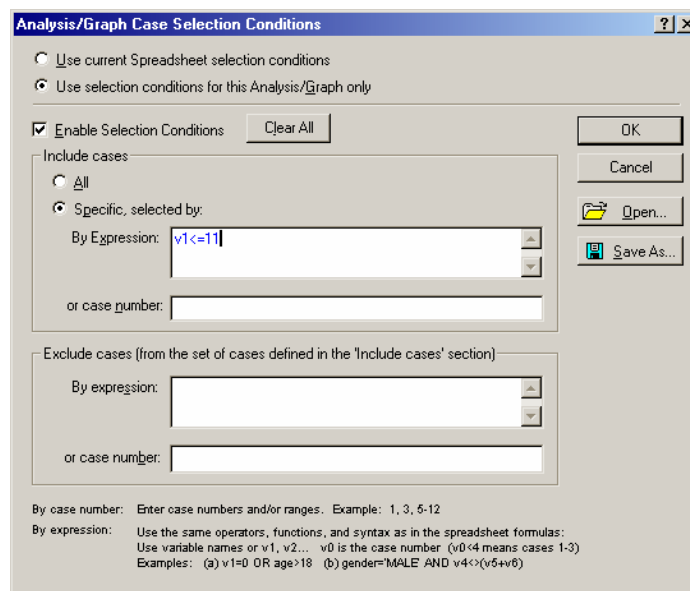 Analysis/Graph Case Selection Conditions
Use current Spreadsheet selection conditions
Use selection conditions for this Analysis/Graph only
Enable Selection Conditions
Clear All
OK
Include cases
Cancel
All
Specific, selected by:
Open...
By Expression:
v1<=11
Save As...
or case number:
Exclude cases (from the set of cases defined in the 'Include cases' section)
By expression:
or case number:
By case number: Enter case numbers and/or ranges. Example: 1, 3, 5-12
By expression: Use the same operators, functions, and syntax as in the spreadsheet formulas:
Use variable names or v1, v2... v0 is the case number (v0<4 means cases 1-3)
Examples: (a) v1=0 OR age>18 (b) gender='MALE' AND v4<>(v5+v6)